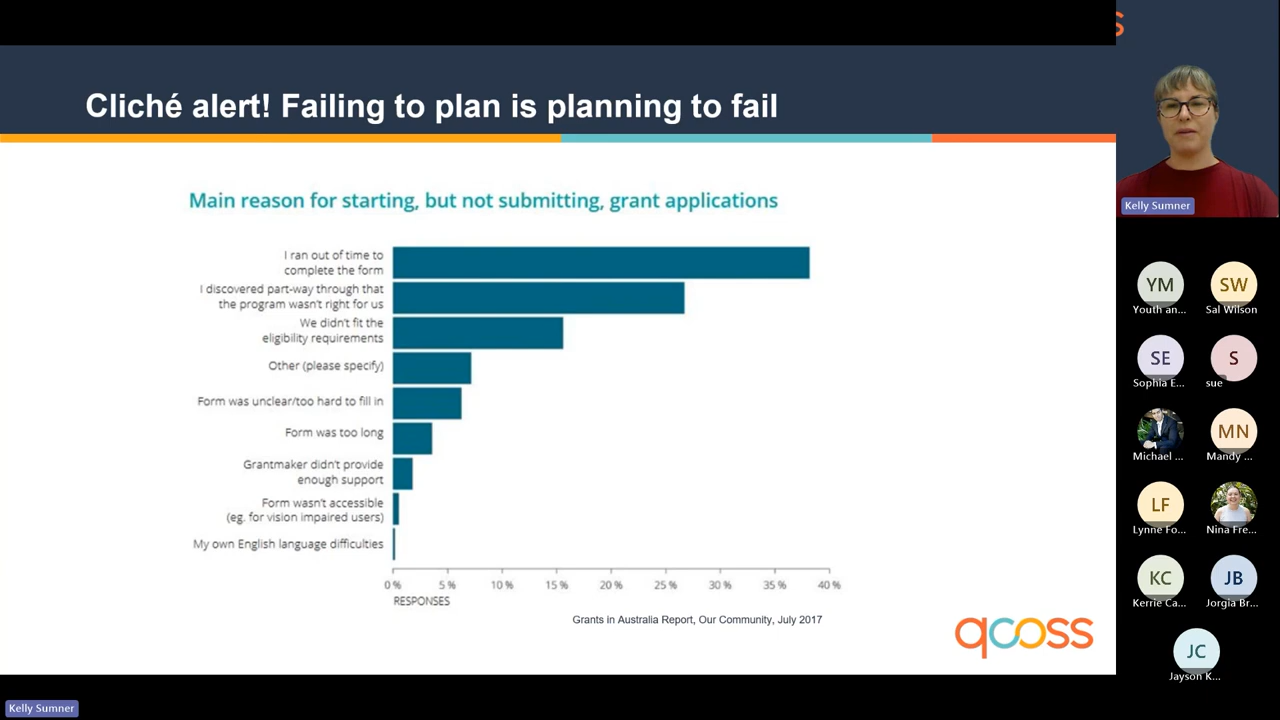 Cliché alert! Failing to plan is planning to fail
Main reason for starting, but not submitting, grant applications
I ran out of time to
complete the form
I discovered part-way through that
the program wasn't right for us
We didn't fit the
eligibility requirements
Other (please specify)
Form was unclear/too hard to fill in
Form was too long
Grantmaker didn't provide
enough support
Form wasn't accessible
(eg. for vision impaired users)
My own English language difficulties
0 % 5 % 10 % 15 % 20 % 25 % 30 % 35 % 40 %
RESPONSES
Grants in Australia Report, Our Community, July 2017
qcoss
Kelly Sumner
YM SW
Youth an... Sal Wilson
SE S
Sophia E... sue
Michael ... MN
Mandy ...
LF
Lynne Fo... Nina Fre...
KC JB
Kerrie Ca... Jorgia Br...
JC
Jayson K...
Kelly Sumner